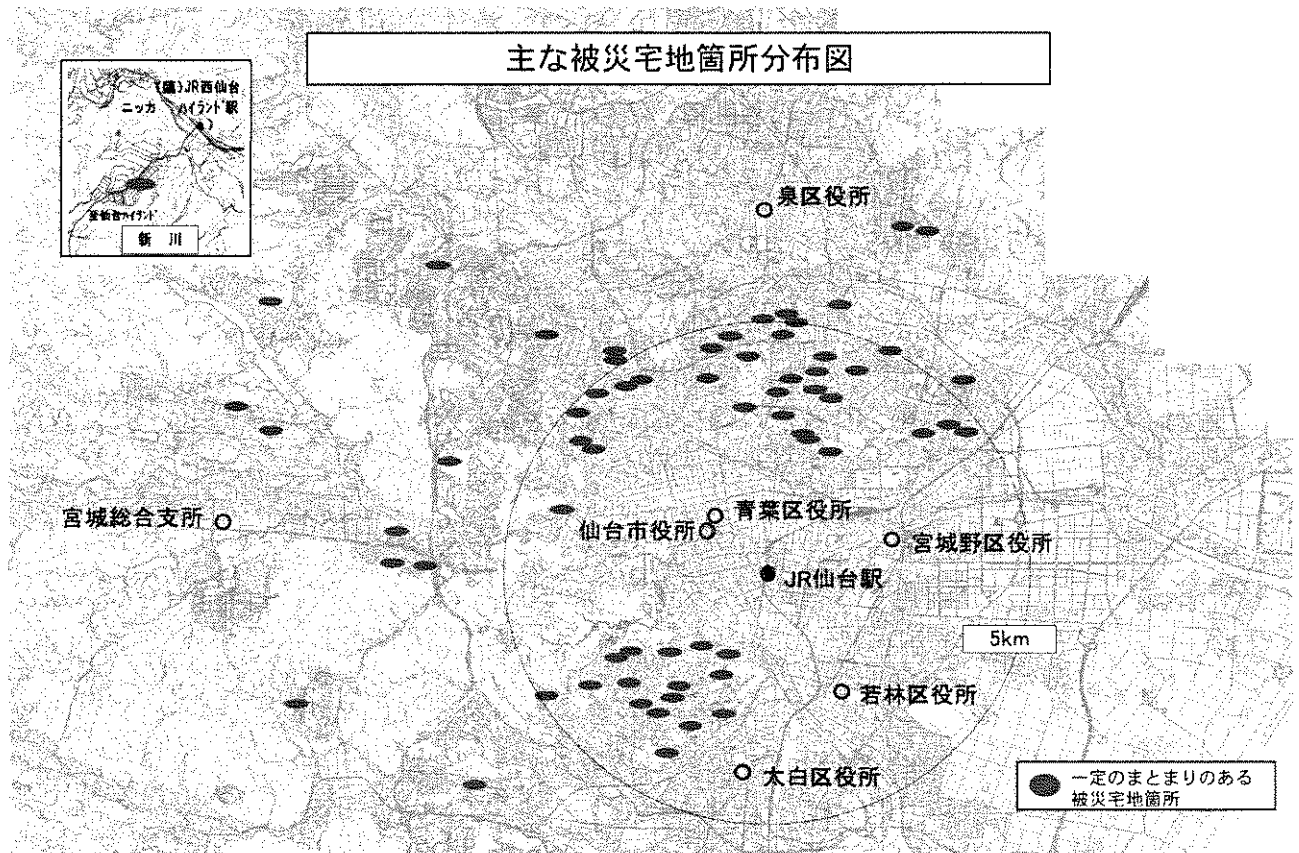 主な被災宅地箇所分布図
(臨)JR西仙台
ニッカ ハイランド駅
新 川
泉区役所
宮城総合支所
青葉区役所
仙台市役所
宮城野区役所
JR仙台駅
5km
若林区役所
太白区役所
一定のまとまりのある
被災宅地箇所